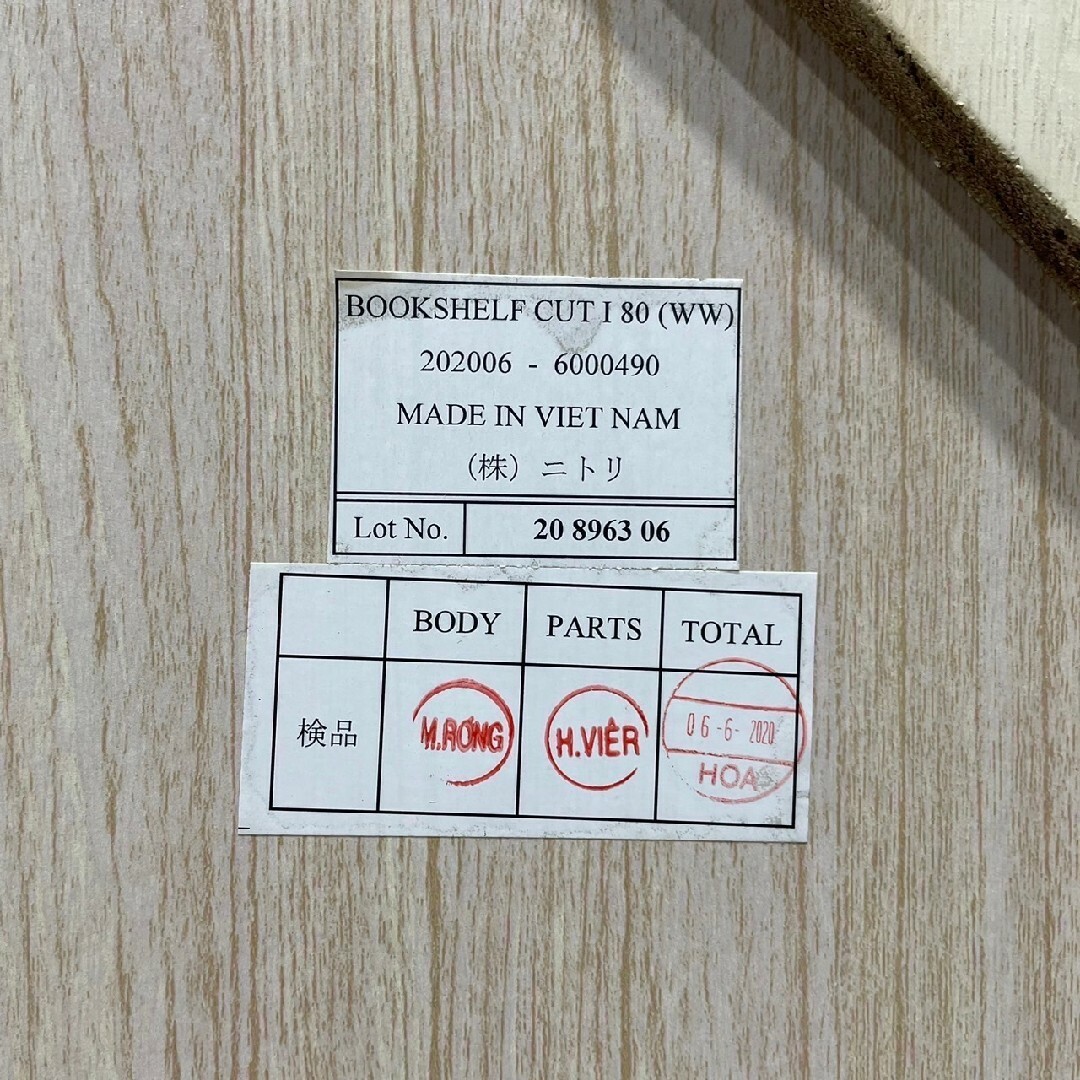 BOOKSHELF CUT I 80 (WW)
202006 - 6000490
MADE IN VIET NAM
（株）ニトリ
Lot No. 20 8963 06
BODY PARTS TOTAL
検品 M.RỚNG H.VIÊR 06-6-2020
HOA